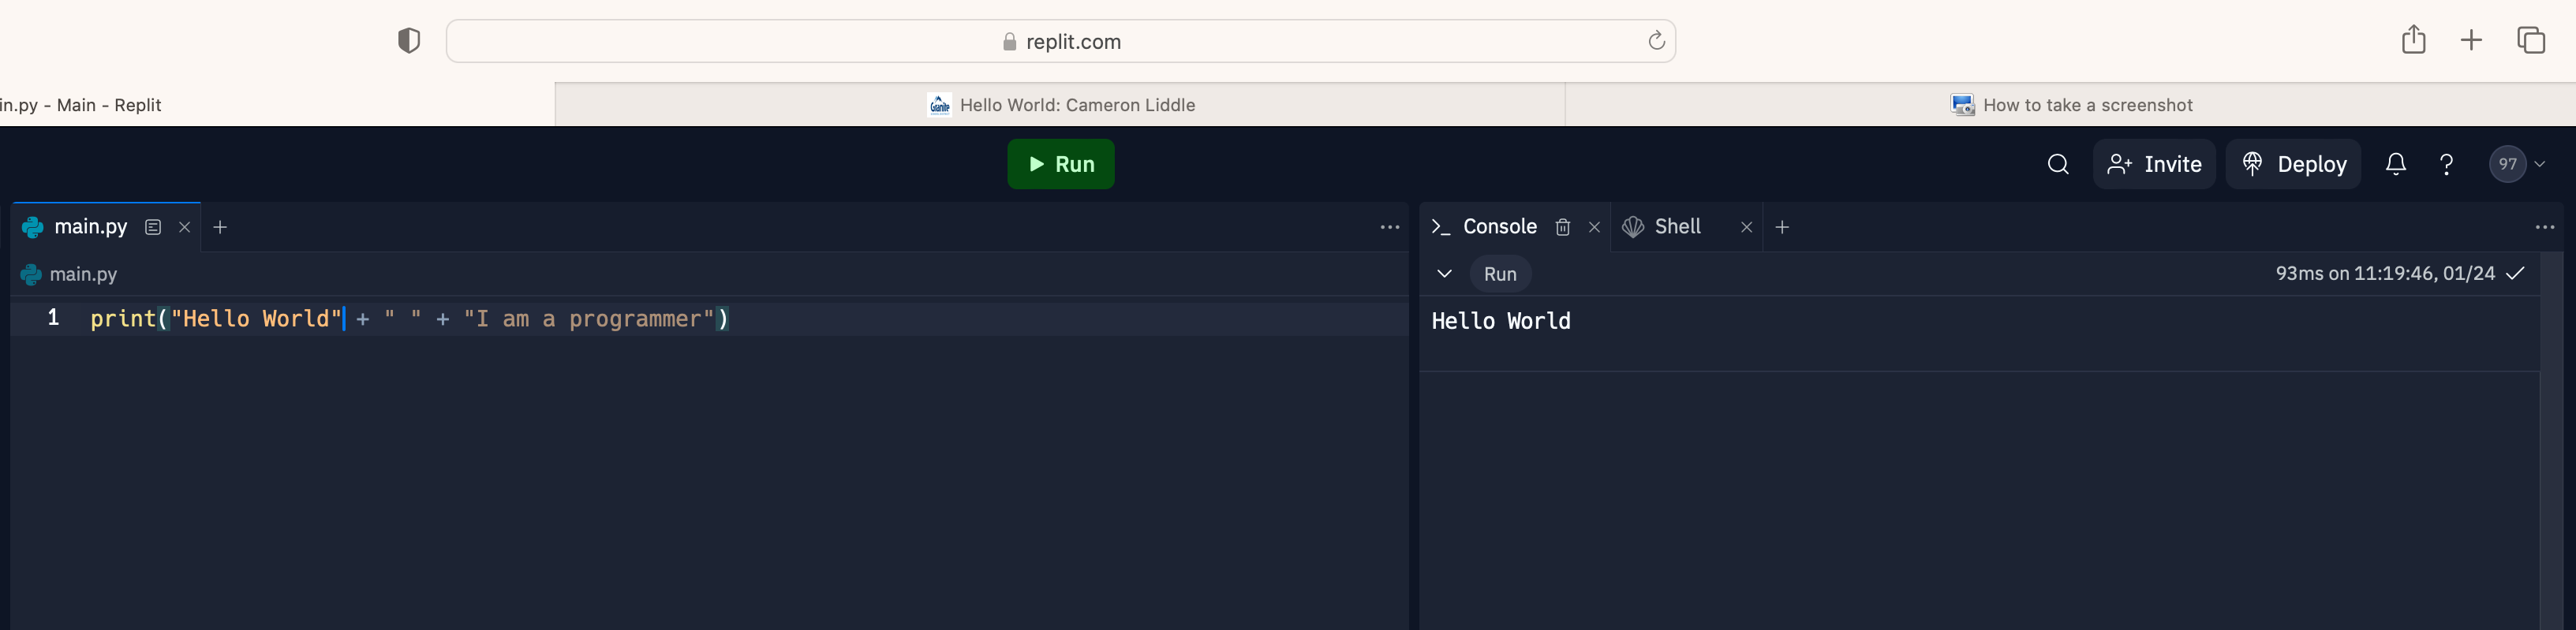 replit.com
in.py - Main - Replit
Granite Hello World: Cameron Liddle
How to take a screenshot
Run
Invite
Deploy
?
97
main.py
>_ Console
Shell
main.py
Run
93ms on 11:19:46, 01/24
1 print("Hello World" + " " + "I am a programmer")
Hello World